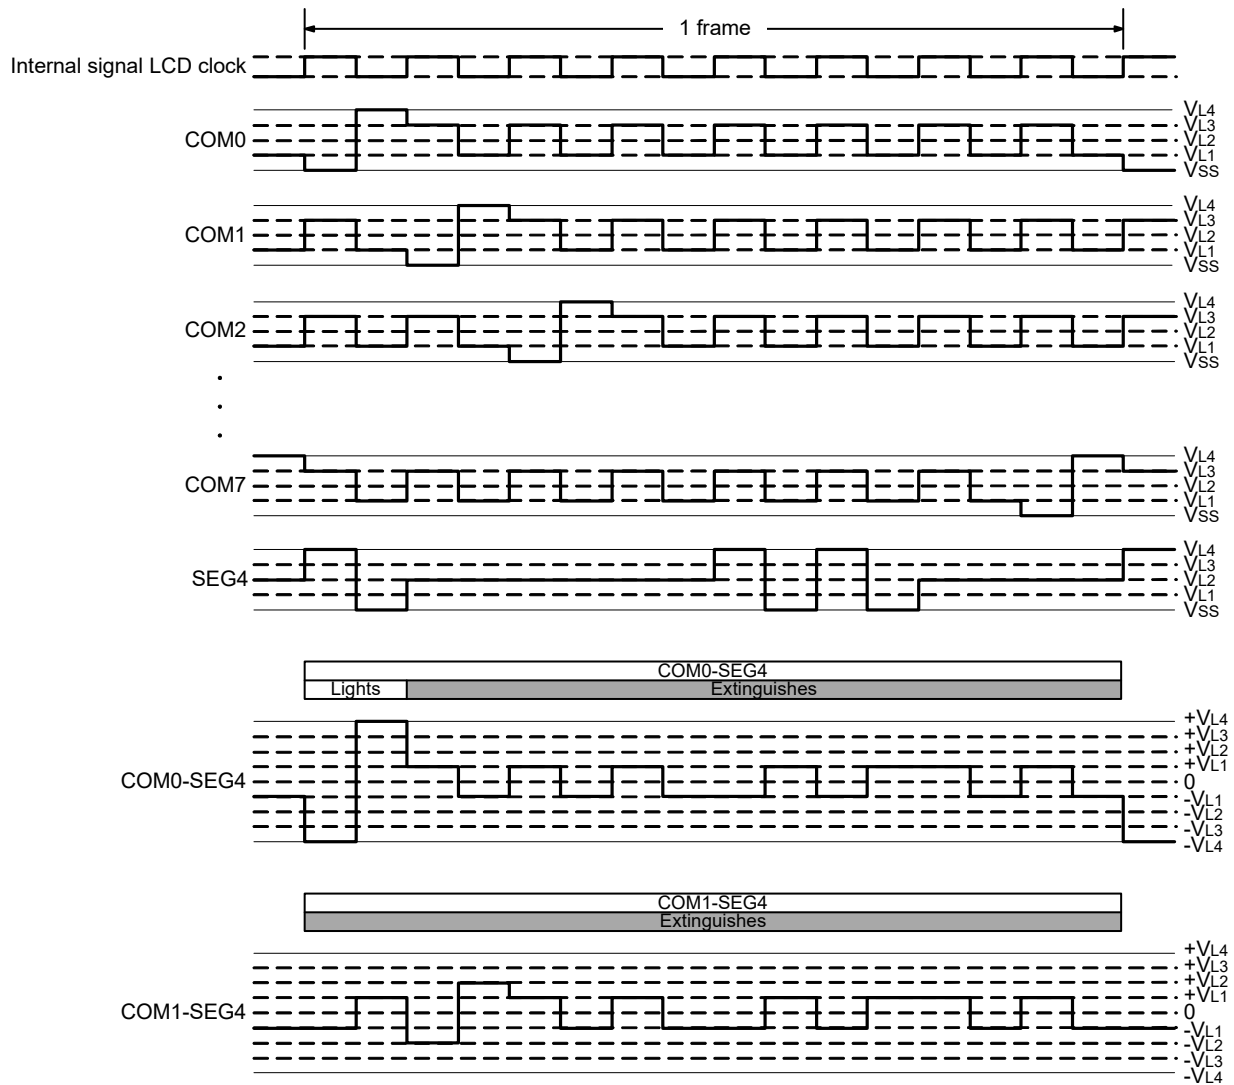 1 frame
Internal signal LCD clock
COM0
VL4
VL3
VL2
VL1
VSS
COM1
VL4
VL3
VL2
VL1
VSS
COM2
VL4
VL3
VL2
VL1
VSS
.
.
.
COM7
VL4
VL3
VL2
VL1
VSS
SEG4
VL4
VL3
VL2
VL1
VSS
COM0-SEG4
Lights Extinguishes
COM0-SEG4
+VL4
+VL3
+VL2
+VL1
0
-VL1
-VL2
-VL3
-VL4
COM1-SEG4
Extinguishes
COM1-SEG4
+VL4
+VL3
+VL2
+VL1
0
-VL1
-VL2
-VL3
-VL4